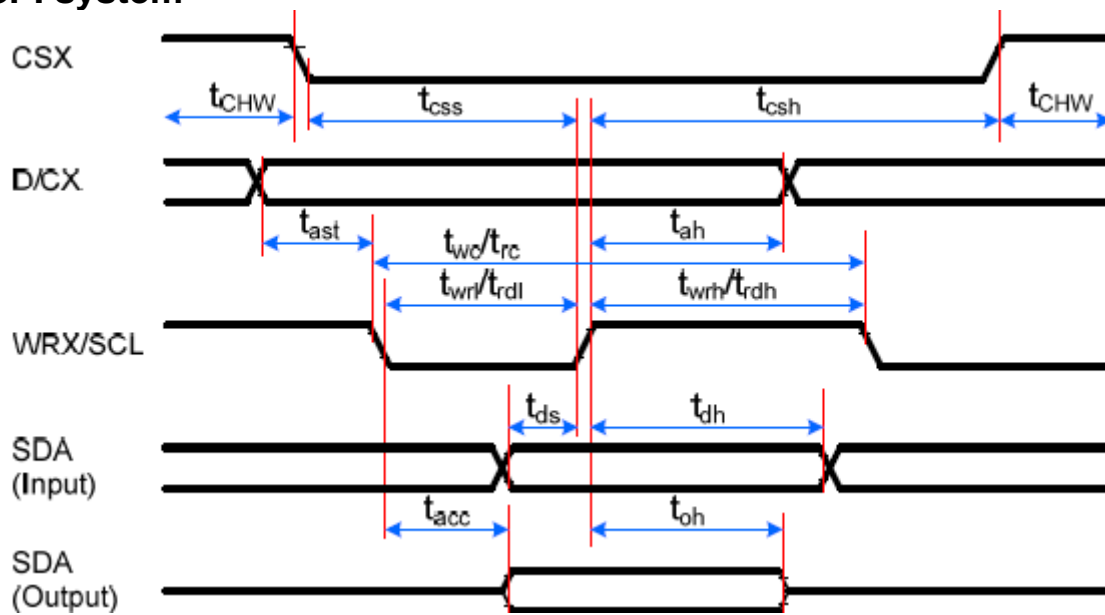 CSX
tCHW tcss tcsh tCHW
D/CX
tast tah
twc/trc
twrl/trdl twrh/trdh
WRX/SCL
tds tdh
SDA
(Input)
tacc toh
SDA
(Output)